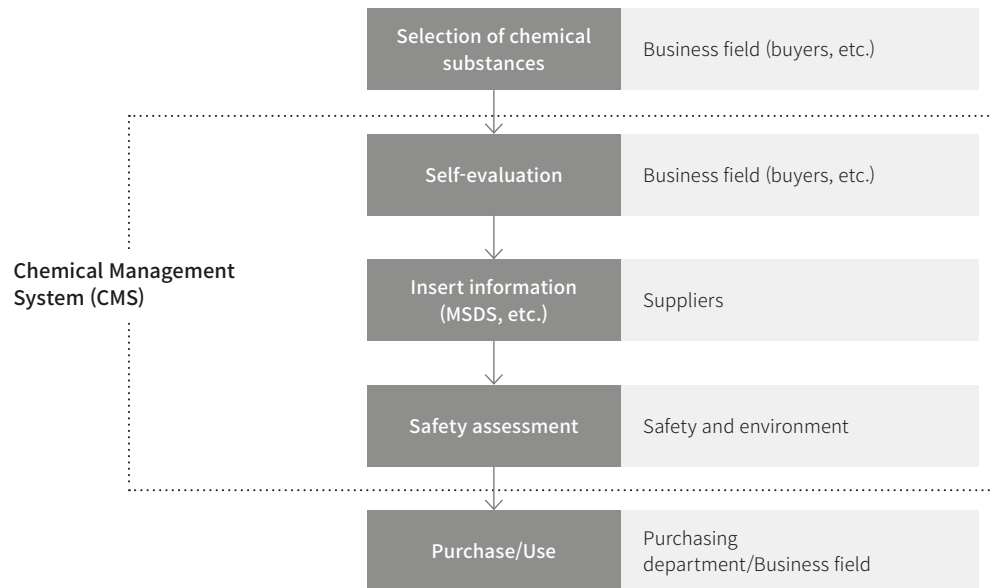 Selection of chemical
substances
Business field (buyers, etc.)
Self-evaluation
Business field (buyers, etc.)
Chemical Management
System (CMS)
Insert information
(MSDS, etc.)
Suppliers
Safety assessment
Safety and environment
Purchase/Use
Purchasing
department/Business field